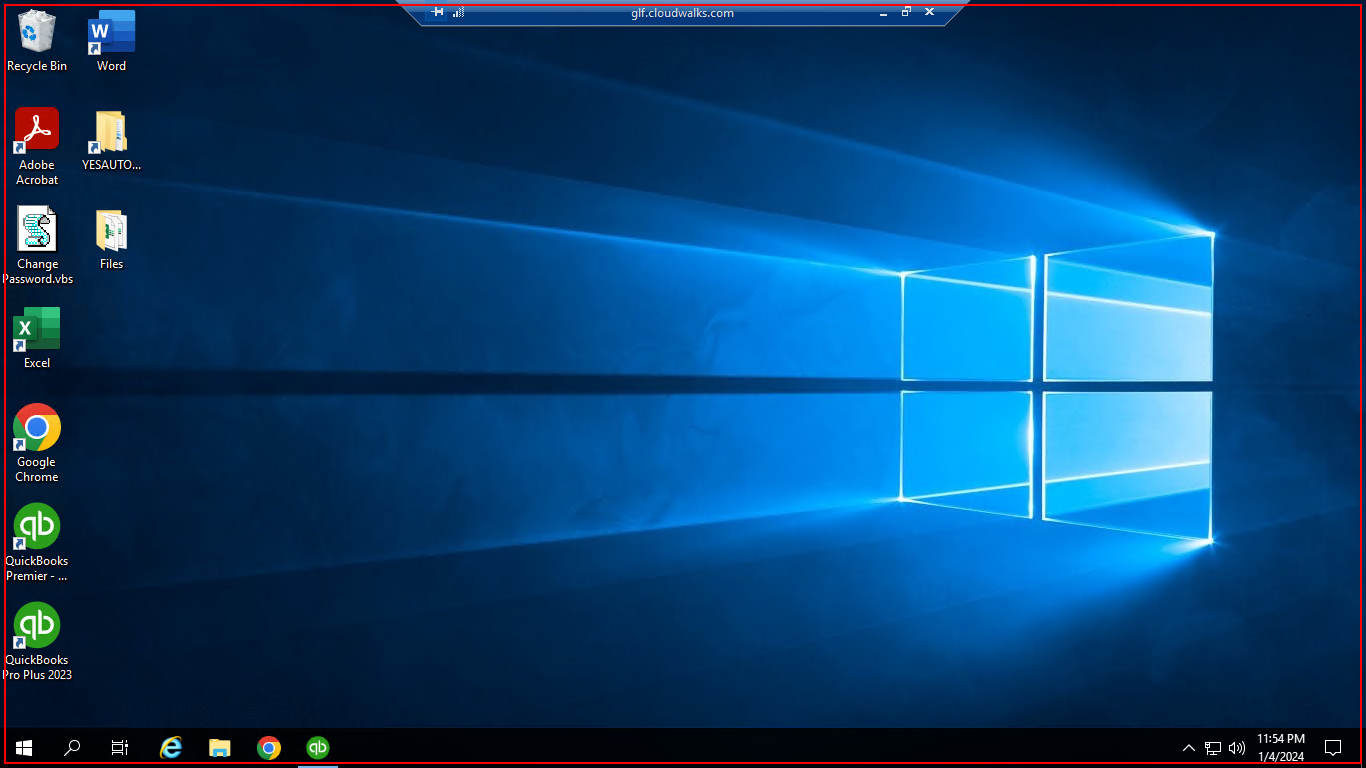 glf.cloudwalks.com
Recycle Bin
Word
Adobe
Acrobat
YESAUTO...
Change
Password.vbs
Files
Excel
Google
Chrome
QuickBooks
Premier - ...
QuickBooks
Pro Plus 2023
11:54 PM
1/4/2024